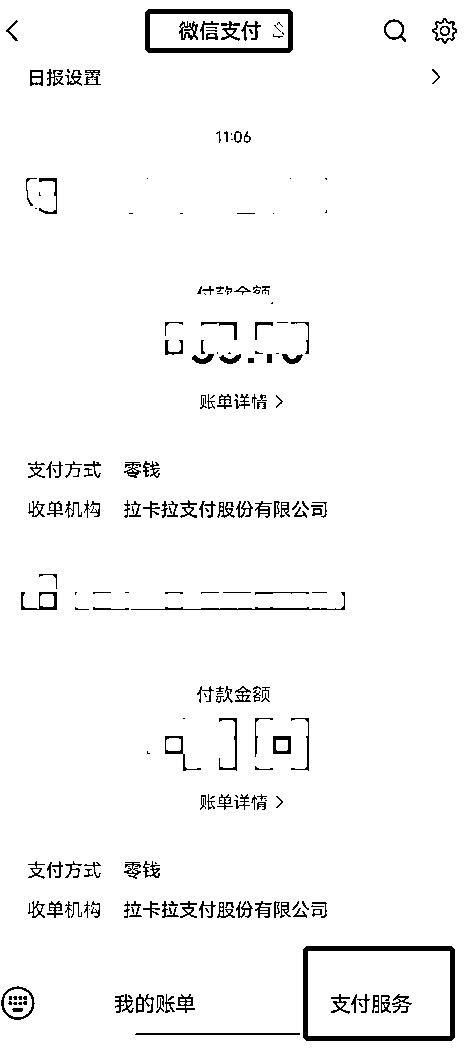 微信支付
日报设置
11:06
付款金额
账单详情
支付方式 零钱
收单机构 拉卡拉支付股份有限公司
付款金额
账单详情
支付方式 零钱
收单机构 拉卡拉支付股份有限公司
我的账单 支付服务